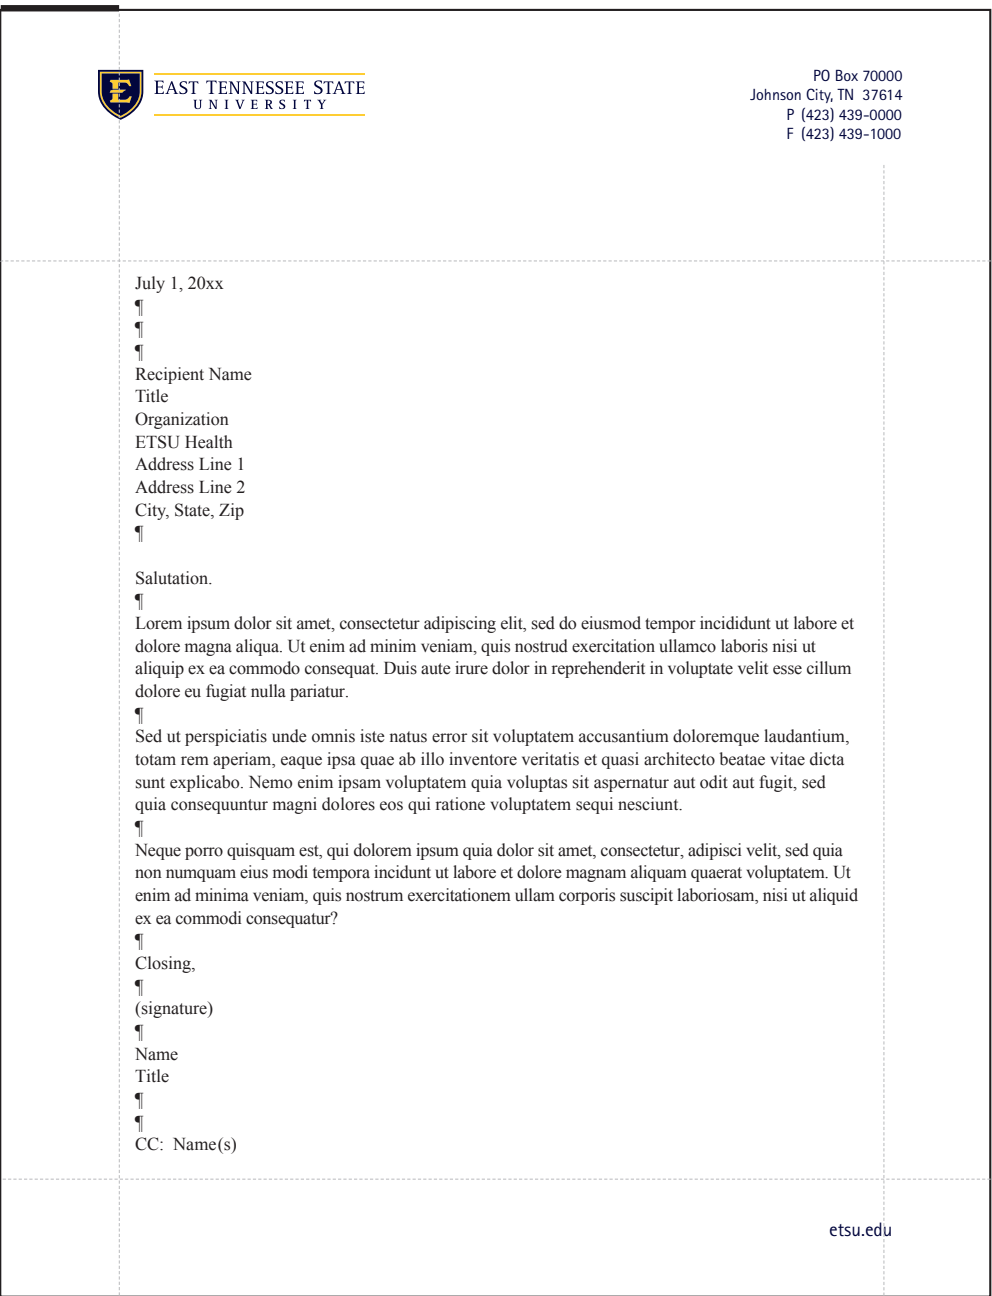 E
EAST TENNESSEE STATE
UNIVERSITY
PO Box 70000
Johnson City, TN 37614
P (423) 439-0000
F (423) 439-1000
July 1, 20xx
¶
¶
¶
Recipient Name
Title
Organization
ETSU Health
Address Line 1
Address Line 2
City, State, Zip
¶
Salutation.
¶
Lorem ipsum dolor sit amet, consectetur adipiscing elit, sed do eiusmod tempor incididunt ut labore et
dolore magna aliqua. Ut enim ad minim veniam, quis nostrud exercitation ullamco laboris nisi ut
aliquip ex ea commodo consequat. Duis aute irure dolor in reprehenderit in voluptate velit esse cillum
dolore eu fugiat nulla pariatur.
¶
Sed ut perspiciatis unde omnis iste natus error sit voluptatem accusantium doloremque laudantium,
totam rem aperiam, eaque ipsa quae ab illo inventore veritatis et quasi architecto beatae vitae dicta
sunt explicabo. Nemo enim ipsam voluptatem quia voluptas sit aspernatur aut odit aut fugit, sed
quia consequuntur magni dolores eos qui ratione voluptatem sequi nesciunt.
¶
Neque porro quisquam est, qui dolorem ipsum quia dolor sit amet, consectetur, adipisci velit, sed quia
non numquam eius modi tempora incidunt ut labore et dolore magnam aliquam quaerat voluptatem. Ut
enim ad minima veniam, quis nostrum exercitationem ullam corporis suscipit laboriosam, nisi ut aliquid
ex ea commodi consequatur?
¶
Closing,
¶
(signature)
¶
Name
Title
¶
¶
CC:  Name(s)
etsu.edu